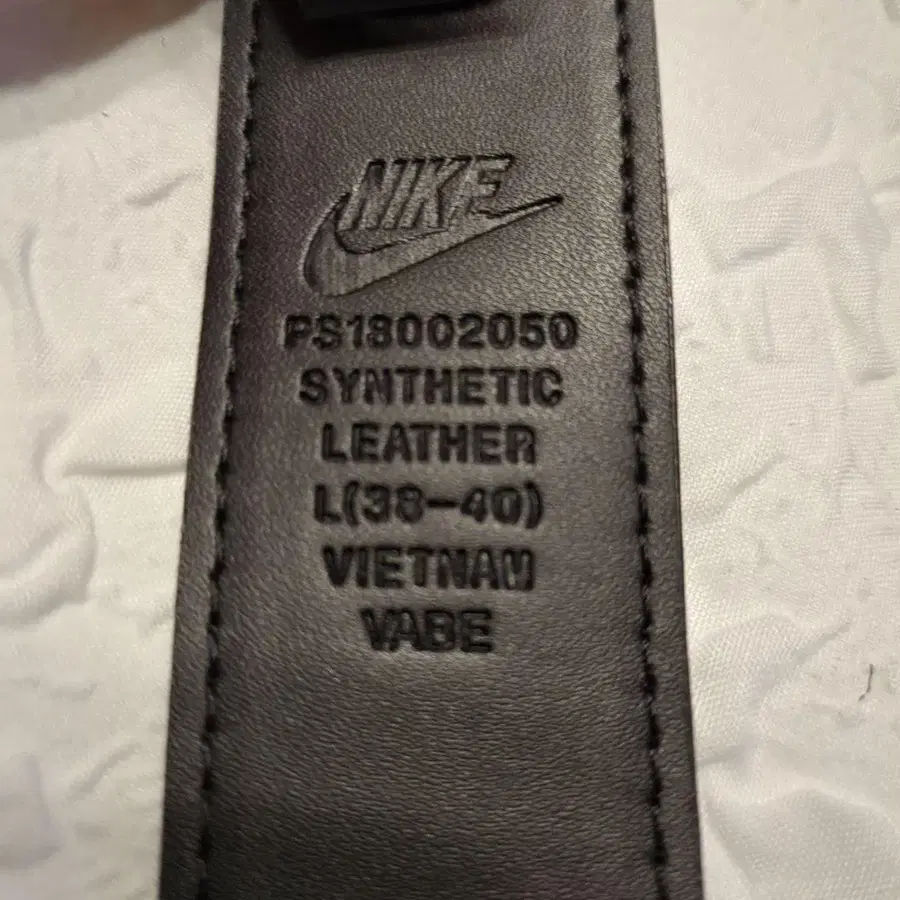 NIKE
PS18002050
SYNTHETIC
LEATHER
L(38-40)
VIETNAM
VABE